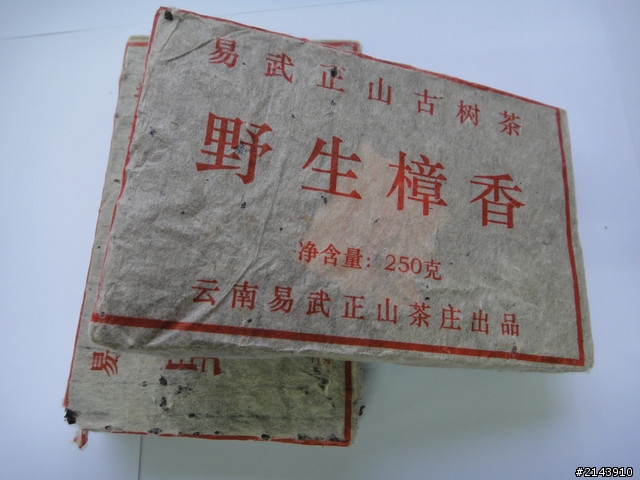 易武正山古树茶
野生樟香
净含量：250克
云南易武正山茶庄出品
易
#2143910